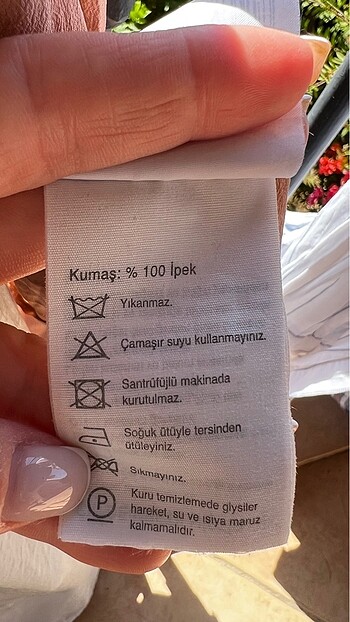 Kumaş: % 100 İpek
Yıkanmaz.
Çamaşır suyu kullanmayınız.
Santrüfüjlü makinada
kurutulmaz.
Soğuk ütüyle tersinden
ütüleyiniz.
Sıkmayınız.
P
Kuru temizlemede glysiler
hareket, su ve ısıya maruz
kalmamalıdır.